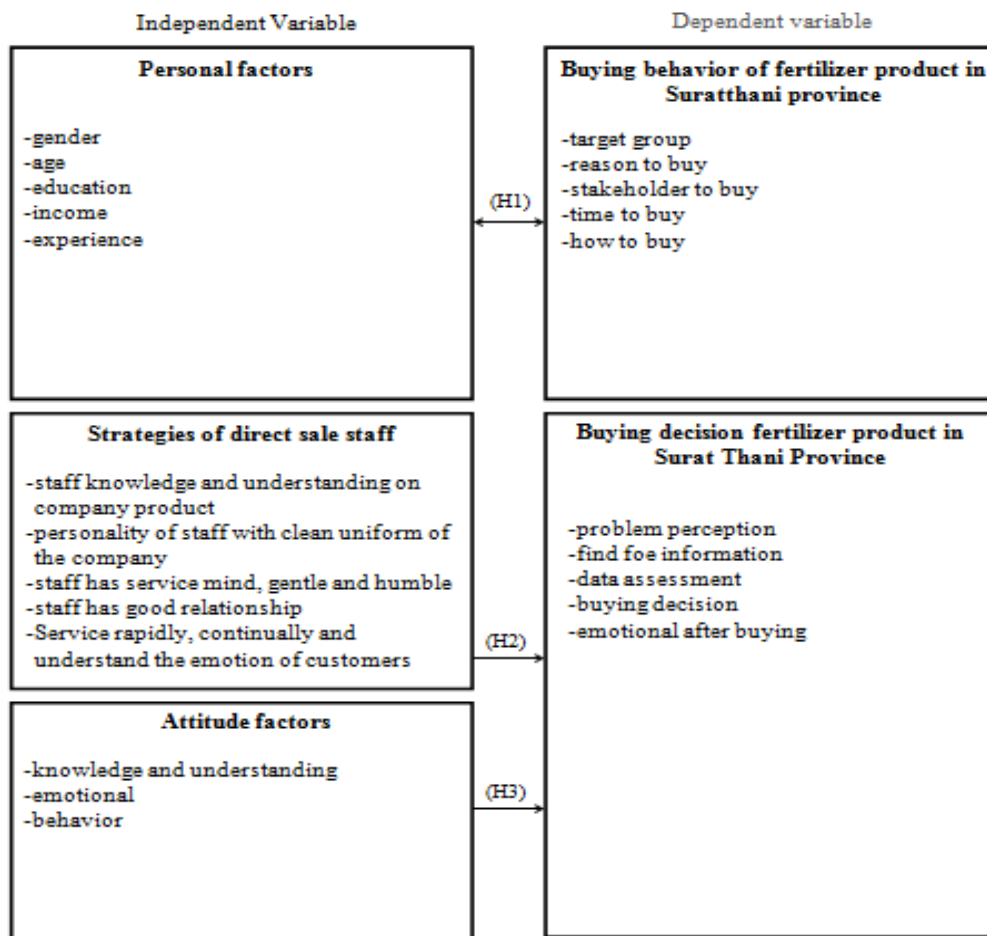 Independent Variable
Dependent variable
Personal factors
-gender
-age
-education
-income
-experience
(H1)
Buying behavior of fertilizer product in
Suratthani province
-target group
-reason to buy
-stakeholder to buy
-time to buy
-how to buy
Strategies of direct sale staff
-staff knowledge and understanding on
company product
-personality of staff with clean uniform of
the company
-staff has service mind, gentle and humble
-staff has good relationship
-Service rapidly, continually and
understand the emotion of customers
(H2)
Attitude factors
-knowledge and understanding
-emotional
-behavior
(H3)
Buying decision fertilizer product in
Surat Thani Province
-problem perception
-find foe information
-data assessment
-buying decision
-emotional after buying